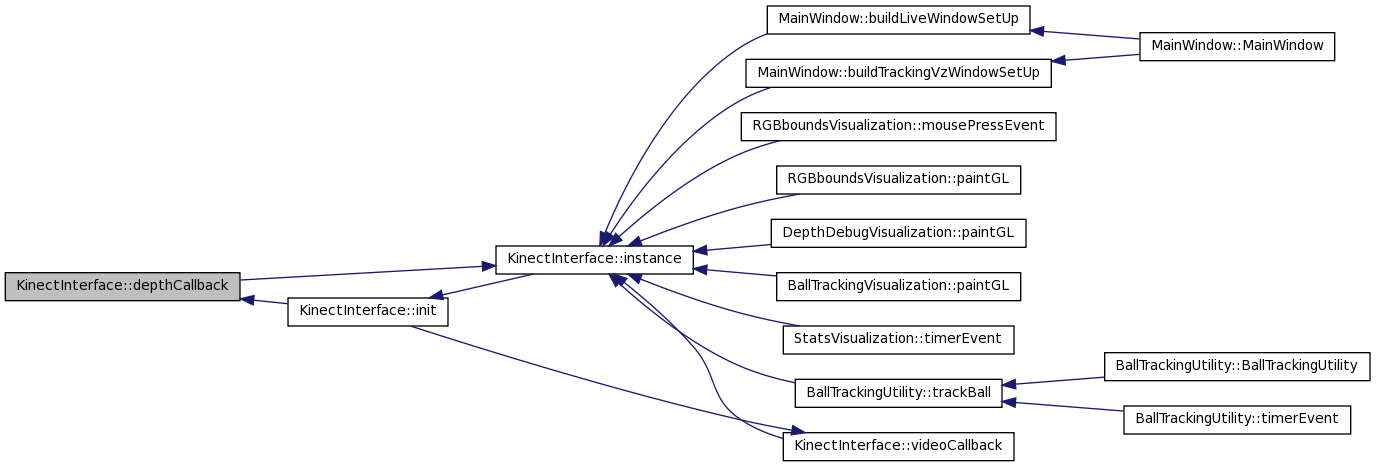 MainWindow::buildLiveWindowSetUp
MainWindow::MainWindow
MainWindow::buildTrackingVzWindowSetUp
RGBboundsVisualization::mousePressEvent
RGBboundsVisualization::paintGL
DepthDebugVisualization::paintGL
KinectInterface::instance
KinectInterface::depthCallback
BallTrackingVisualization::paintGL
KinectInterface::init
StatsVisualization::timerEvent
BallTrackingUtility::BallTrackingUtility
BallTrackingUtility::trackBall
BallTrackingUtility::timerEvent
KinectInterface::videoCallback